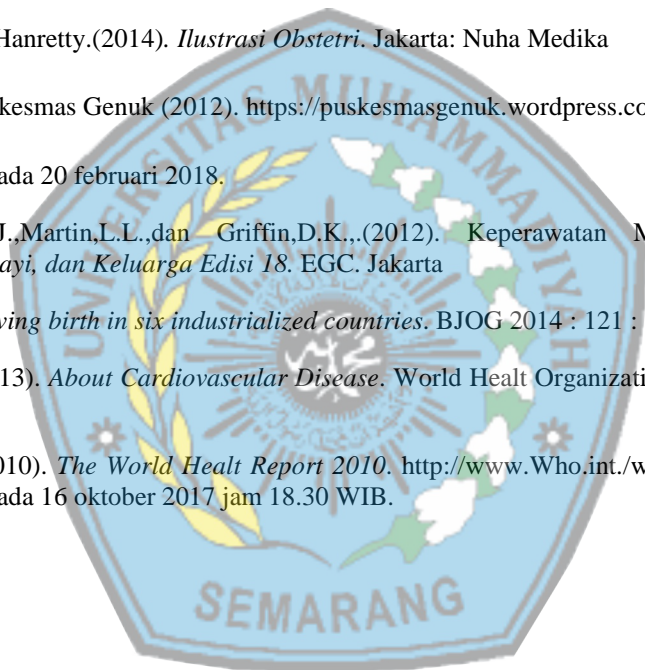 Hanretty.(2014). Ilustrasi Obstetri. Jakarta: Nuha Medika
kesmas Genuk (2012). https://puskesmasgenuk.wordpress.co
ada 20 februari 2018.
J.,Martin,L.L.,dan Griffin,D.K.,.(2012). Keperawatan M
ayi, dan Keluarga Edisi 18. EGC. Jakarta
ving birth in six industrialized countries. BJOG 2014 : 121 :
13). About Cardiovascular Disease. World Healt Organizati
010). The World Healt Report 2010. http://www.Who.int./w
ada 16 oktober 2017 jam 18.30 WIB.
UNIVERSITAS MUHAMMADIYAH
SEMARANG